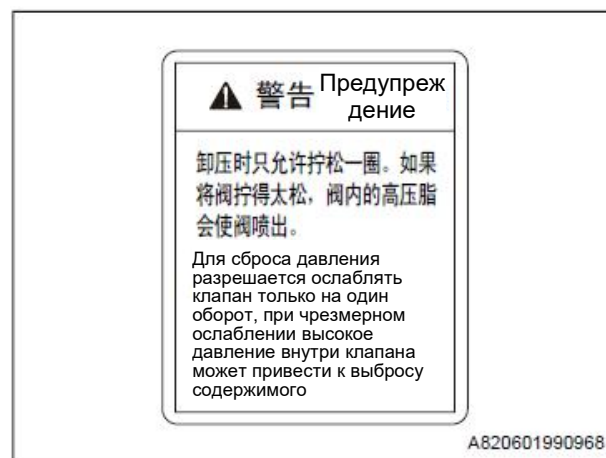 警告 Предупреж
дение
卸压时只允许拧松一圈。如果
将阀拧得太松，阀内的高压脂
会使阀喷出。
Для сброса давления
разрешается ослаблять
клапан только на один
оборот, при чрезмерном
ослаблении высокое
давление внутри клапана
может привести к выбросу
содержимого
A820601990968